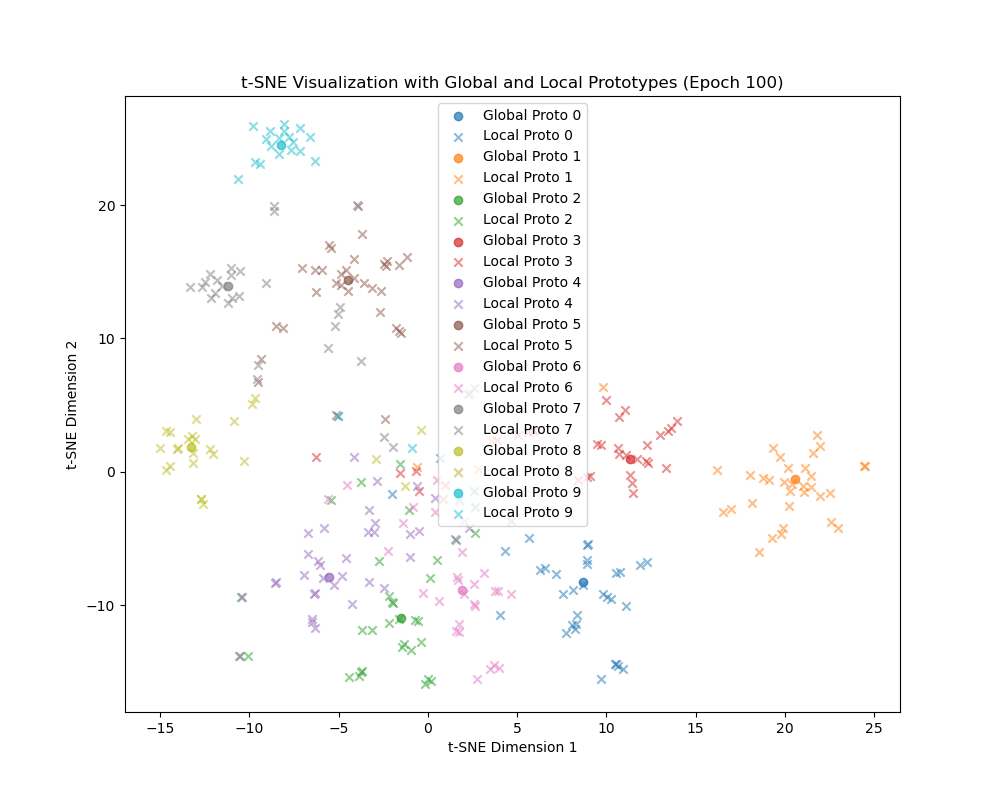 t-SNE Visualization with Global and Local Prototypes (Epoch 100)
Global Proto 0
Local Proto 0
Global Proto 1
Local Proto 1
Global Proto 2
Local Proto 2
Global Proto 3
Local Proto 3
Global Proto 4
Local Proto 4
Global Proto 5
Local Proto 5
Global Proto 6
Local Proto 6
Global Proto 7
Local Proto 7
Global Proto 8
Local Proto 8
Global Proto 9
Local Proto 9
t-SNE Dimension 2
20
10
0
−10
−15
−10
−5
0
5
10
15
20
25
t-SNE Dimension 1